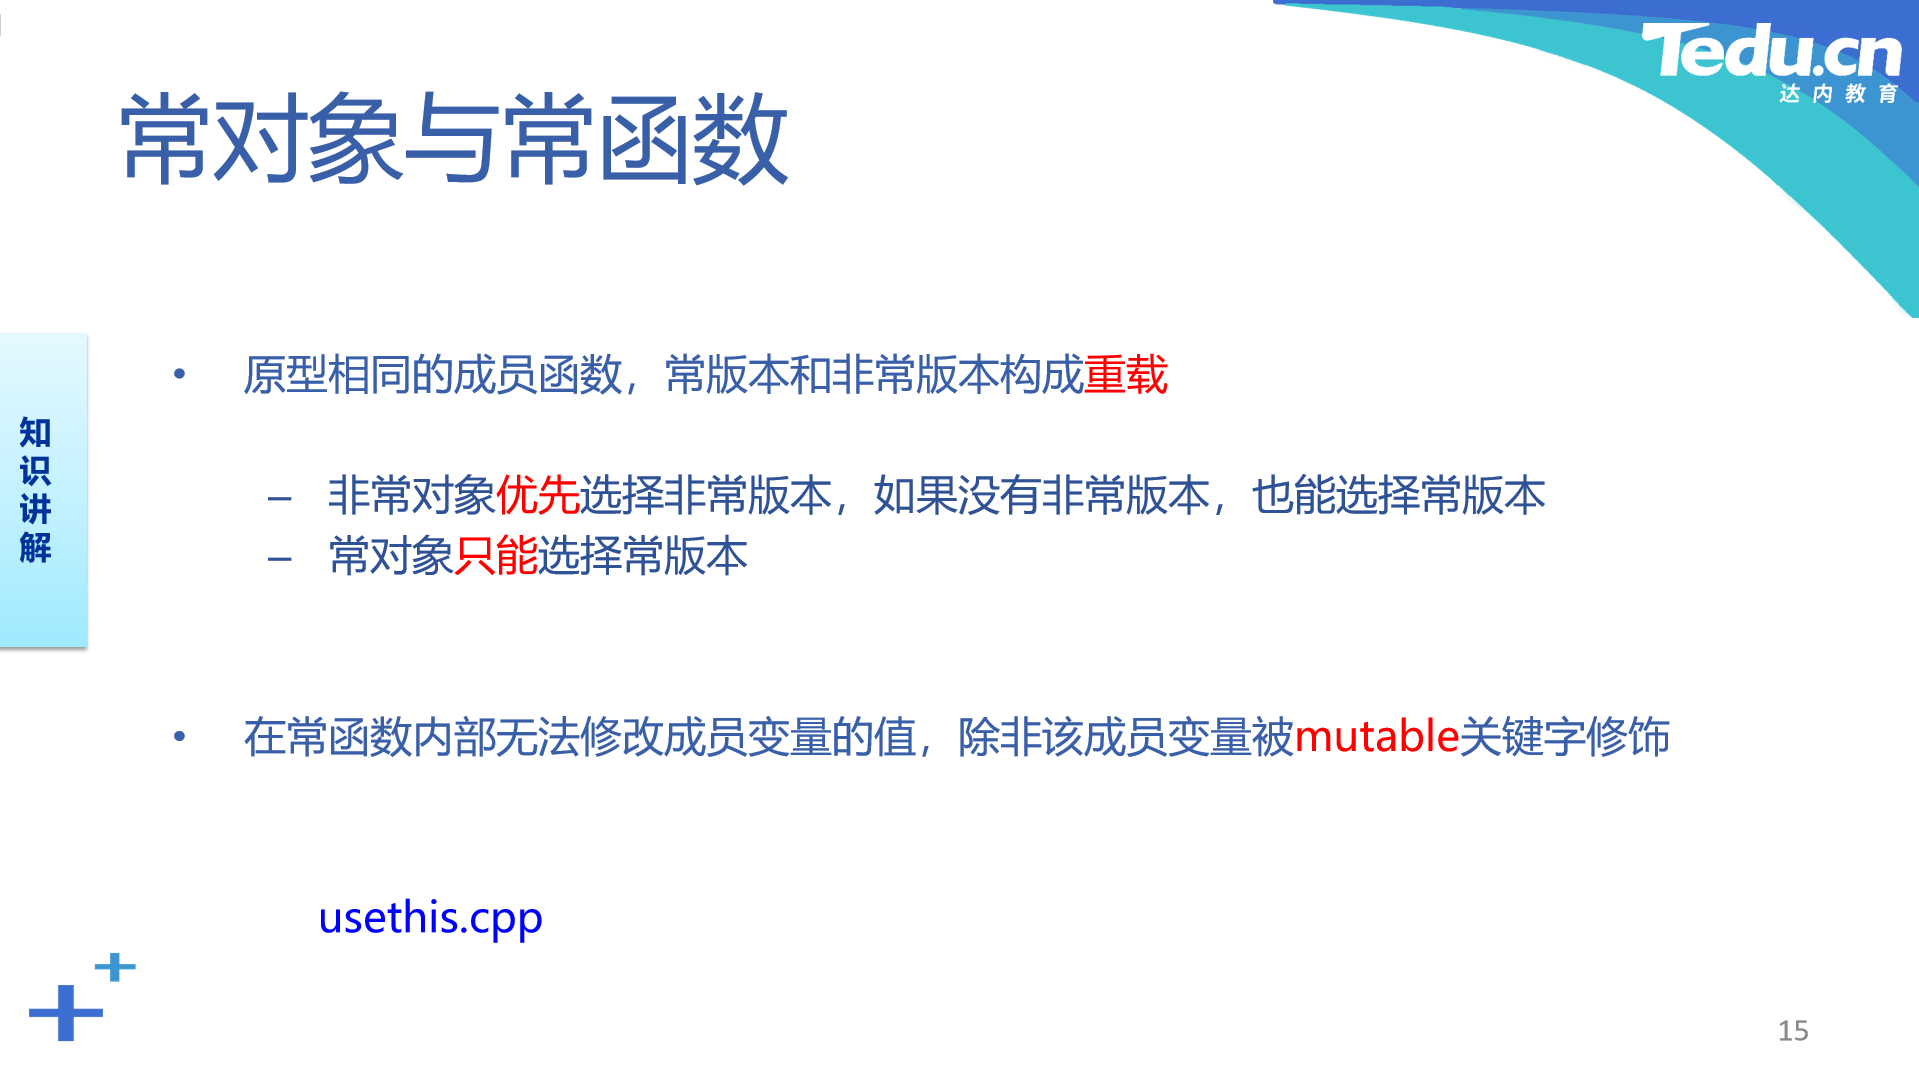 Tedu.cn
达内教育
常对象与常函数
知
识
讲
解
• 原型相同的成员函数，常版本和非常版本构成重载
– 非常对象优先选择非常版本，如果没有非常版本，也能选择常版本
– 常对象只能选择常版本
• 在常函数内部无法修改成员变量的值，除非该成员变量被mutable关键字修饰
usethis.cpp
15